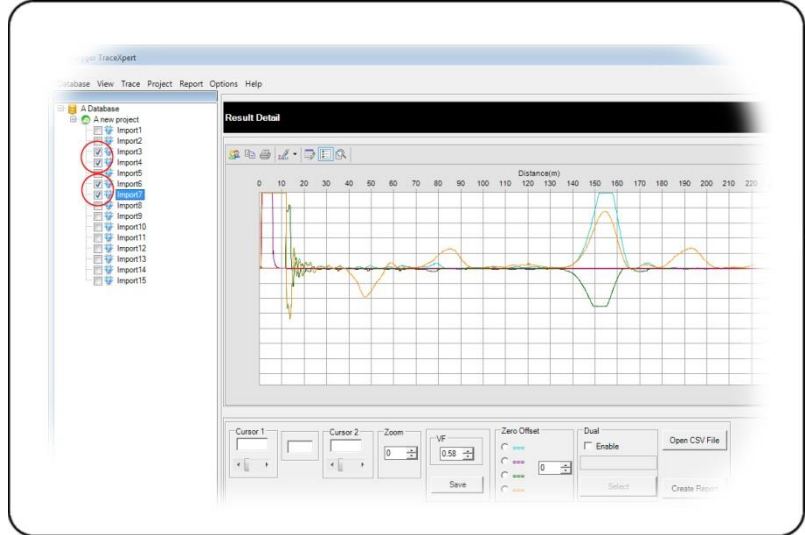 TraceXpert
Database View Trace Project Report Options Help
A Database
A new project
Import1
Import2
Import3
Import4
Import5
Import6
Import7
Import8
Import9
Import10
Import11
Import12
Import13
Import14
Import15
Result Detail
Distance(m)
0 10 20 30 40 50 60 70 80 90 100 110 120 130 140 150 160 170 180 190 200 210 220
Cursor 1
Cursor 2
Zoom
0
VF
0.58
Save
Zero Offset
0
Dual
Enable
Select
Open CSV File
Create Report